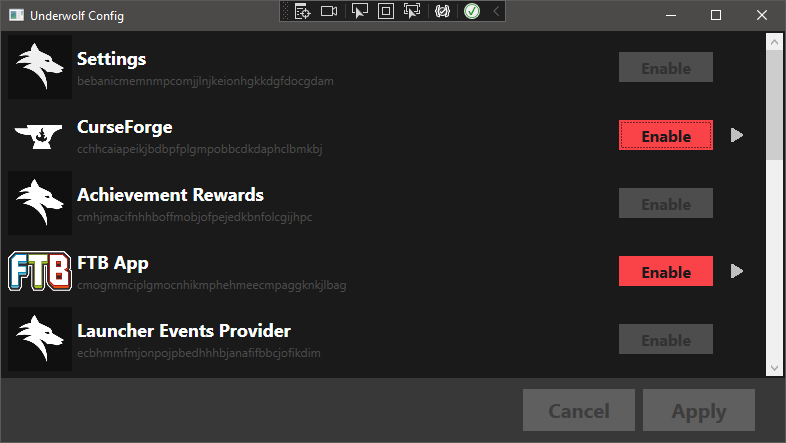 Underwolf Config
Settings
bebanicmemnmpcomjjlnjkeionhgkkdgfdocgdam
Enable
CurseForge
cchhcaiapeikjbdbpfplgmpobbcdkdaphclbmkbj
Enable
Achievement Rewards
cmhjmacifnhhboffmobjofpejedkbnfolcgijhpc
Enable
FTB
FTB App
cmogmmciplgmocnhikmphehmeecmpaggknkjlbag
Enable
Launcher Events Provider
ecbhmmfmjonpojpbedhhhbjanafifbbcjofikdim
Enable
Cancel
Apply